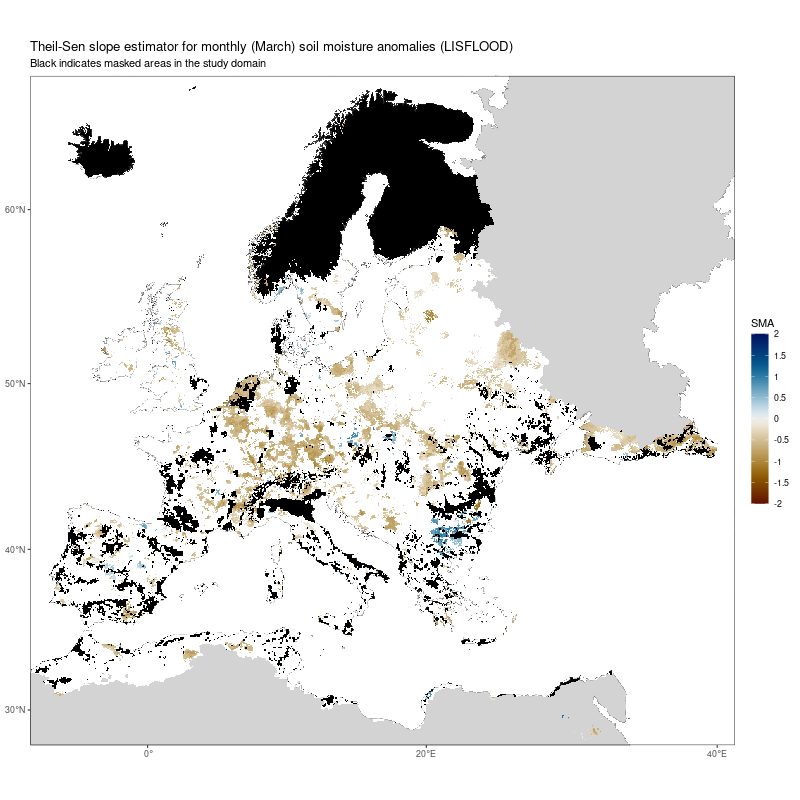 Theil-Sen slope estimator for monthly (March) soil moisture anomalies (LISFLOOD)
Black indicates masked areas in the study domain
60°N
50°N
40°N
30°N
0°
20°E
40°E
SMA
2
1.5
1
0.5
0
-0.5
-1
-1.5
-2